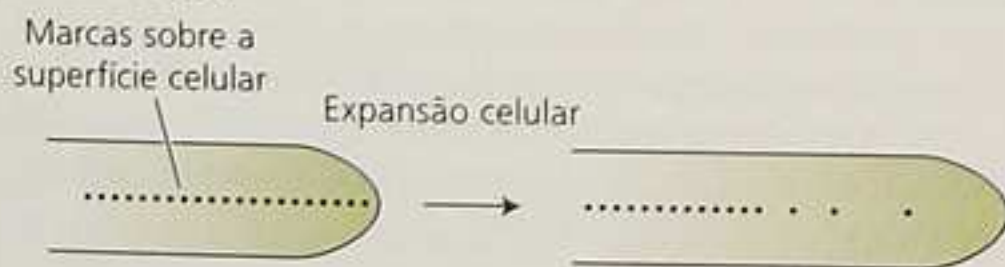 Marcas sobre a
superfície celular
Expansão celular